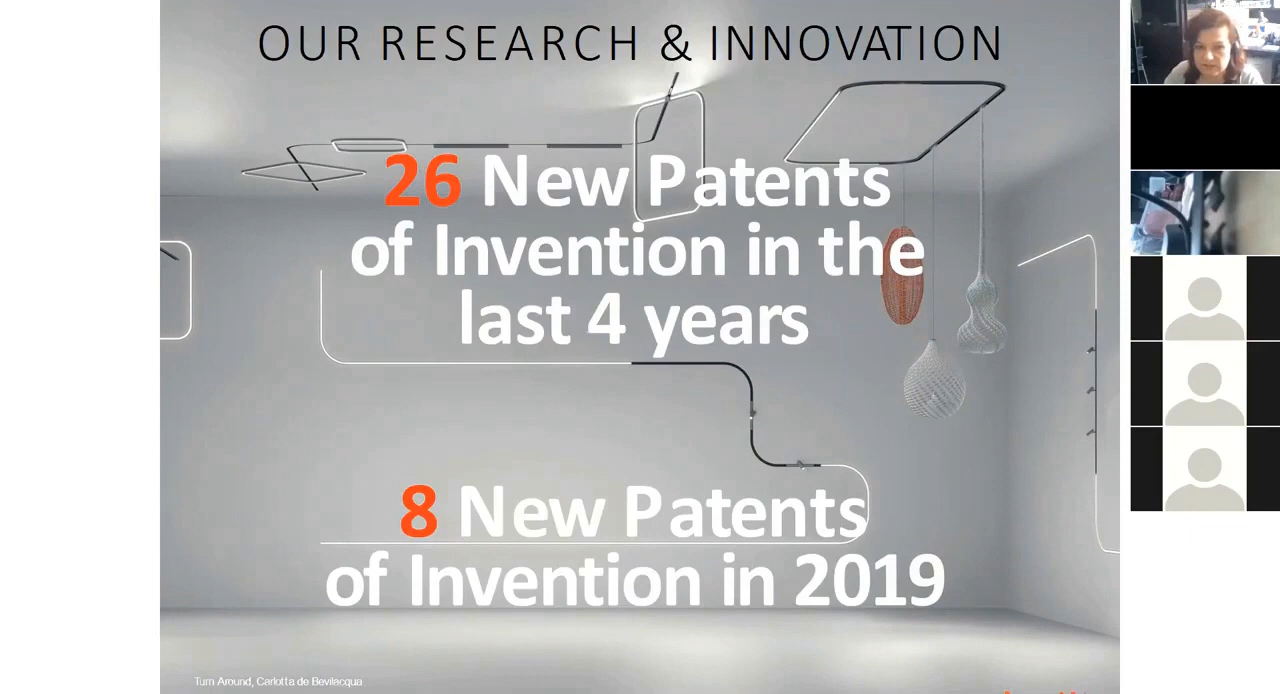 OUR RESEARCH & INNOVATION
26 New Patents
of Invention in the
last 4 years
8 New Patents
of Invention in 2019
Turn Around, Carlotta de Bevilacqua